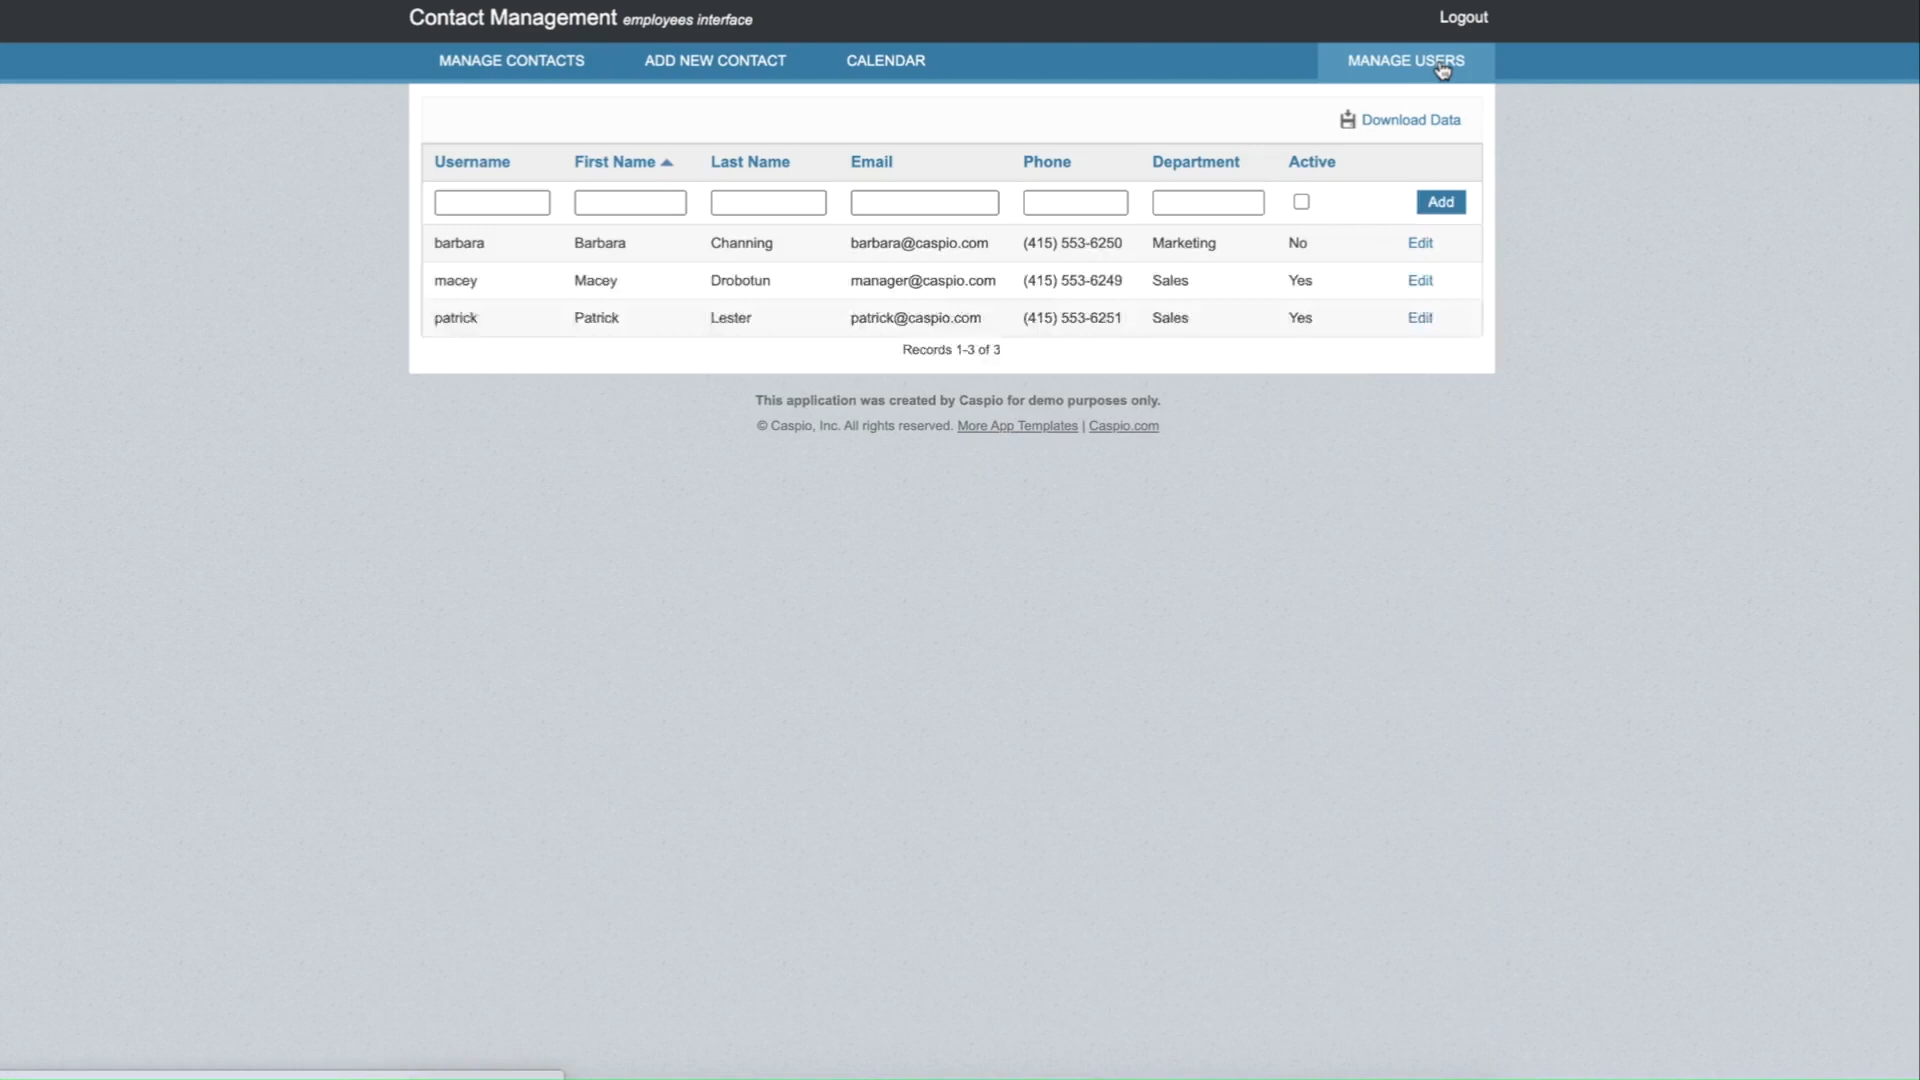 Contact Management employees interface
Logout
MANAGE CONTACTS ADD NEW CONTACT CALENDAR MANAGE USERS
Download Data
Username First Name Last Name Email Phone Department Active
Add
barbara Barbara Channing barbara@caspio.com (415) 553-6250 Marketing No Edit
macey Macey Drobotun manager@caspio.com (415) 553-6249 Sales Yes Edit
patrick Patrick Lester patrick@caspio.com (415) 553-6251 Sales Yes Edit
Records 1-3 of 3
This application was created by Caspio for demo purposes only.
© Caspio, Inc. All rights reserved. More App Templates | Caspio.com